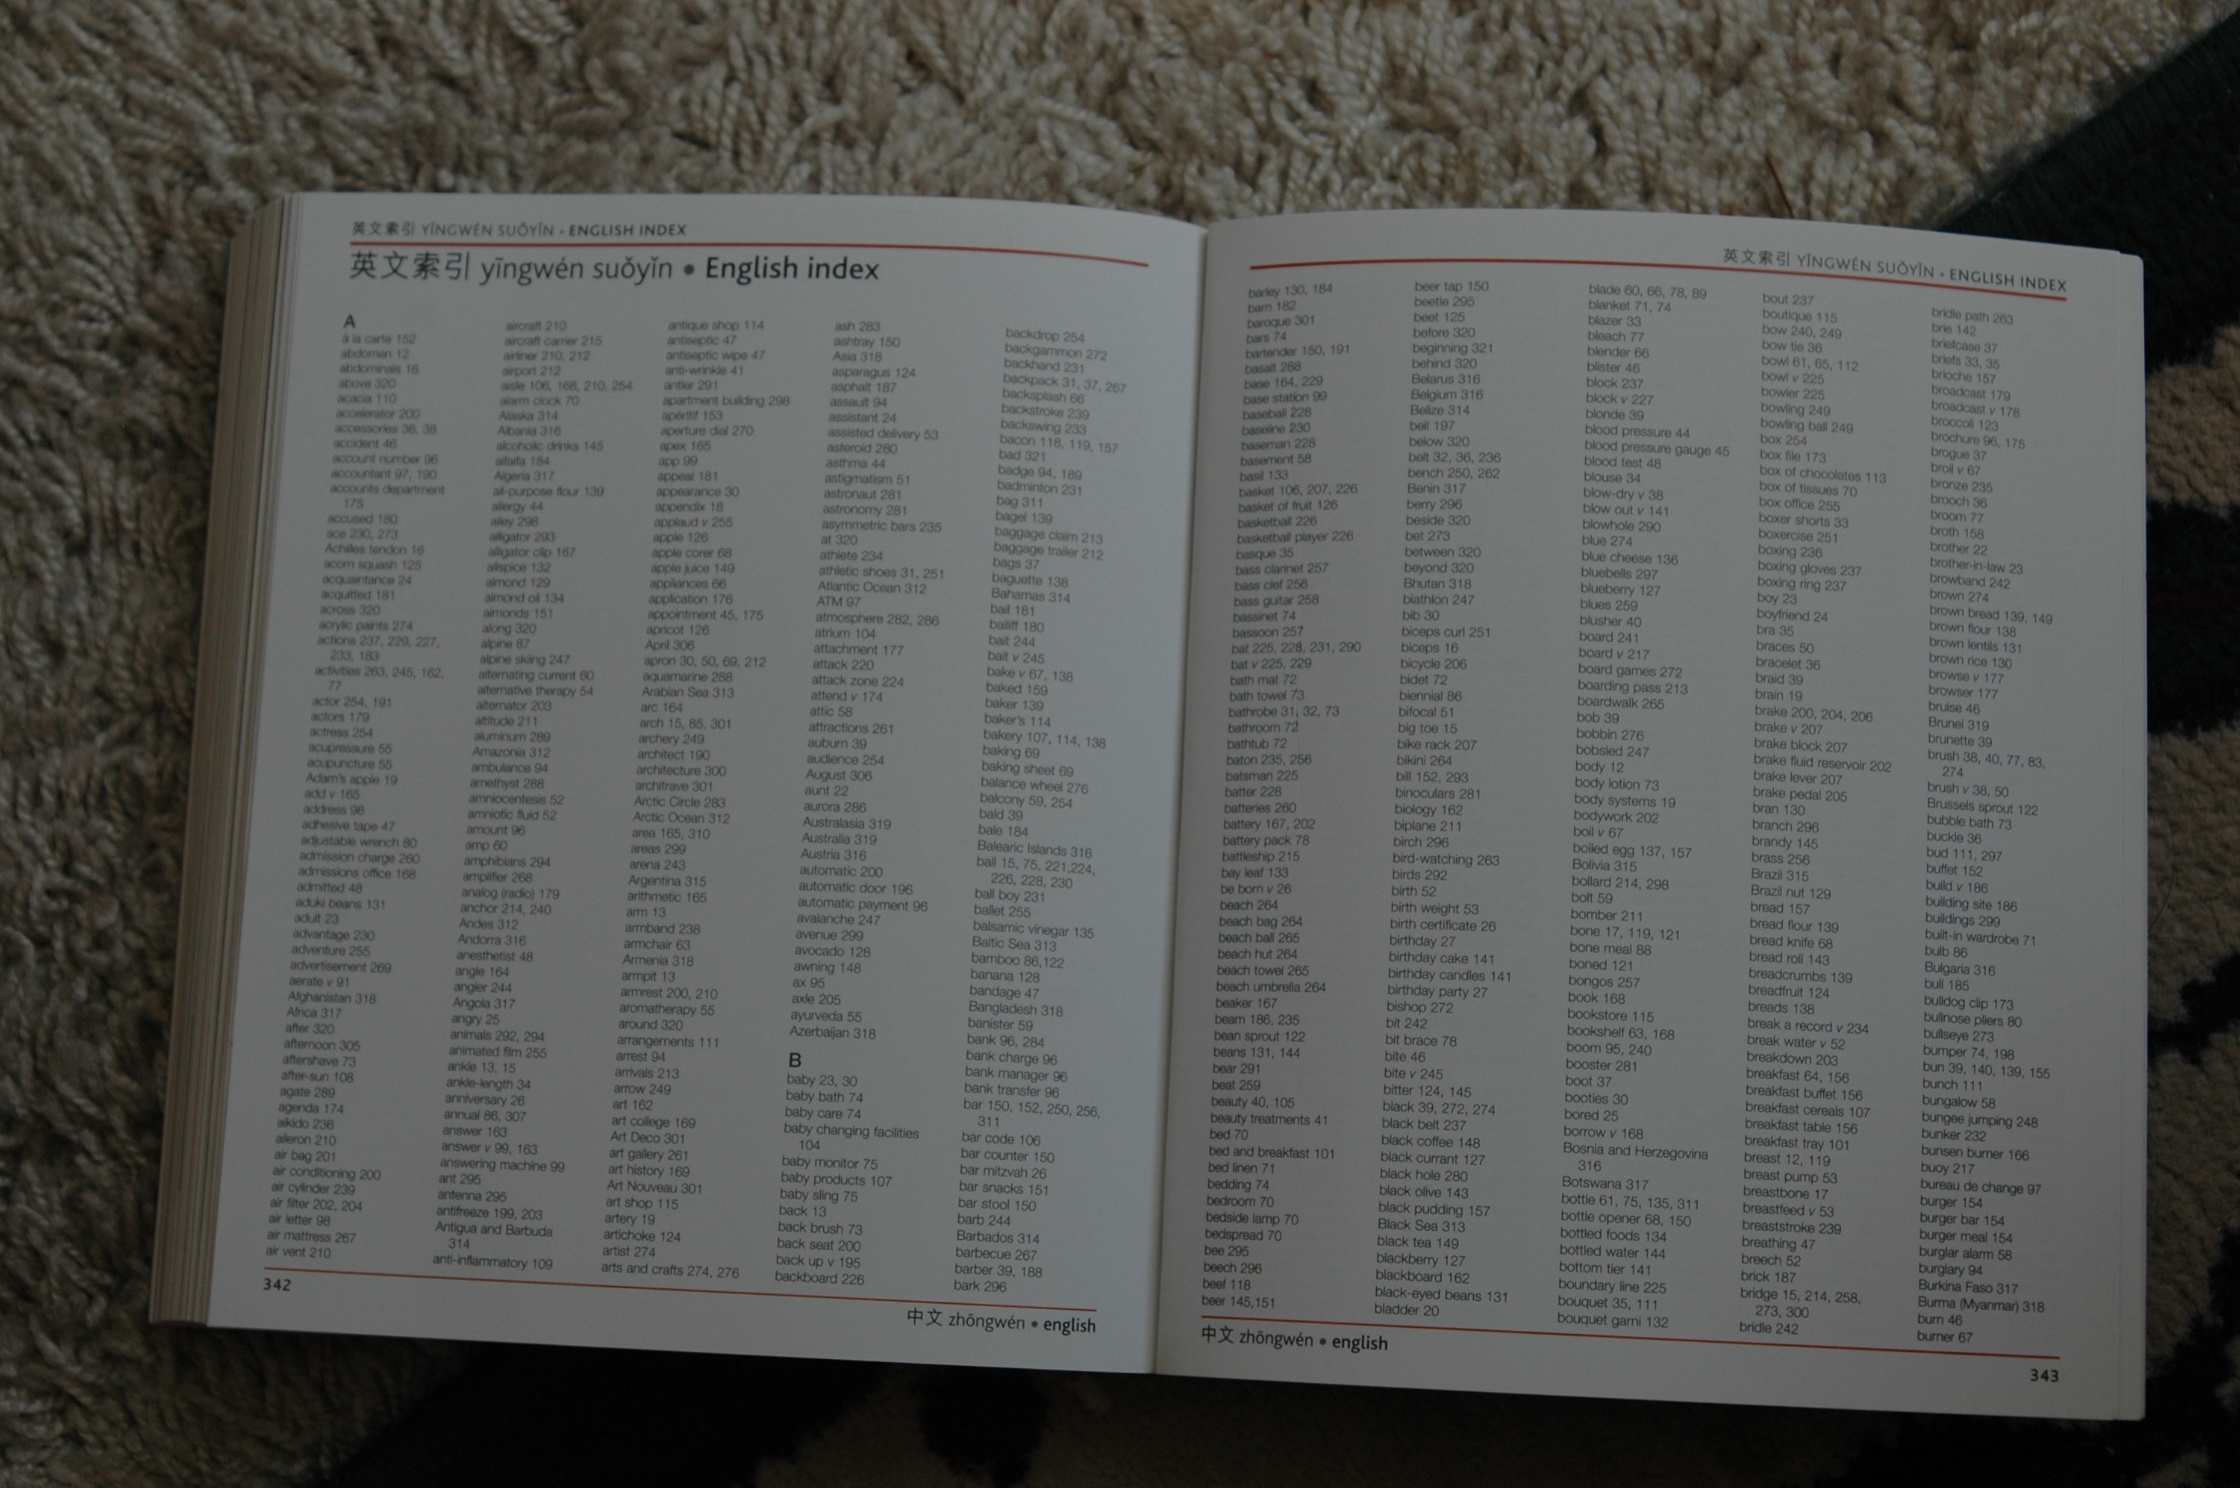 英文索引 YĪNGWÉN SUǑYǏN • ENGLISH INDEX
英文索引 yīngwén suǒyǐn • English index
A
à la carte 152
abdomen 12
abdominals 16
above 320
acacia 110
accelerator 200
accessories 36, 38
accident 46
account number 96
accountant 97, 190
accounts department
175
accused 180
ace 230, 273
Achilles tendon 16
acorn squash 125
acquaintance 24
acquitted 181
across 320
acrylic paints 274
actions 237, 229, 227,
233, 183
activities 263, 245, 162,
77
actor 254, 191
actors 179
actress 254
acupressure 55
acupuncture 55
Adam's apple 19
add v 165
address 98
adhesive tape 47
adjustable wrench 80
admission charge 260
admissions office 168
admitted 48
aduki beans 131
adult 23
advantage 230
adventure 255
advertisement 269
aerate v 91
Afghanistan 318
Africa 317
after 320
afternoon 305
aftershave 73
after-sun 108
agate 289
agenda 174
aikido 236
aileron 210
air bag 201
air conditioning 200
air cylinder 239
air filter 202, 204
air letter 98
air mattress 267
air vent 210
aircraft 210
aircraft carrier 215
airliner 210, 212
airport 212
aisle 106, 168, 210, 254
alarm clock 70
Alaska 314
Albania 316
alcoholic drinks 145
alfalfa 184
Algeria 317
all-purpose flour 139
allergy 44
alley 298
alligator 293
alligator clip 167
allspice 132
almond 129
almond oil 134
almonds 151
along 320
alpine 87
alpine skiing 247
alternating current 60
alternative therapy 54
alternator 203
altitude 211
aluminum 289
Amazonia 312
ambulance 94
amethyst 288
amniocentesis 52
amniotic fluid 52
amount 96
amp 60
amphibians 294
amplifier 268
analog (radio) 179
anchor 214, 240
Andes 312
Andorra 316
anesthetist 48
angle 164
angler 244
Angola 317
angry 25
animals 292, 294
animated film 255
ankle 13, 15
ankle-length 34
anniversary 26
annual 86, 307
answer 163
answer v 99, 163
answering machine 99
ant 295
antenna 295
antifreeze 199, 203
Antigua and Barbuda
314
anti-inflammatory 109
antique shop 114
antiseptic 47
antiseptic wipe 47
anti-wrinkle 41
antler 291
apartment building 298
apéritif 153
aperture dial 270
apex 165
app 99
appeal 181
appearance 30
appendix 18
applaud v 255
apple 126
apple corer 68
apple juice 149
appliances 66
application 176
appointment 45, 175
apricot 126
April 306
apron 30, 50, 69, 212
aquamarine 288
Arabian Sea 313
arc 164
arch 15, 85, 301
archery 249
architect 190
architecture 300
architrave 301
Arctic Circle 283
Arctic Ocean 312
area 165, 310
areas 299
arena 243
Argentina 315
arithmetic 165
arm 13
armband 238
armchair 63
Armenia 318
armpit 13
armrest 200, 210
aromatherapy 55
around 320
arrangements 111
arrest 94
arrivals 213
arrow 249
art 162
art college 169
Art Deco 301
art gallery 261
art history 169
Art Nouveau 301
art shop 115
artery 19
artichoke 124
artist 274
arts and crafts 274, 276
ash 283
ashtray 150
Asia 318
asparagus 124
asphalt 187
assault 94
assistant 24
assisted delivery 53
asteroid 280
asthma 44
astigmatism 51
astronaut 281
astronomy 281
asymmetric bars 235
at 320
athlete 234
athletic shoes 31, 251
Atlantic Ocean 312
ATM 97
atmosphere 282, 286
atrium 104
attachment 177
attack 220
attack zone 224
attend v 174
attic 58
attractions 261
auburn 39
audience 254
August 306
aunt 22
aurora 286
Australasia 319
Australia 319
Austria 316
automatic 200
automatic door 196
automatic payment 96
avalanche 247
avenue 299
avocado 128
awning 148
ax 95
axle 205
ayurveda 55
Azerbaijan 318
B
baby 23, 30
baby bath 74
baby care 74
baby changing facilities
104
baby monitor 75
baby products 107
baby sling 75
back 13
back brush 73
back seat 200
back up v 195
backboard 226
backdrop 254
backgammon 272
backhand 231
backpack 31, 37, 267
backsplash 66
backstroke 239
backswing 233
bacon 118, 119, 157
bad 321
badge 94, 189
badminton 231
bag 311
bagel 139
baggage claim 213
baggage trailer 212
bags 37
baguette 138
Bahamas 314
bail 181
bailiff 180
bait 244
bait v 245
bake v 67, 138
baked 159
baker 139
baker's 114
bakery 107, 114, 138
baking 69
baking sheet 69
balance wheel 276
balcony 59, 254
bald 39
bale 184
Balearic Islands 316
ball 15, 75, 221,224,
226, 228, 230
ball boy 231
ballet 255
balsamic vinegar 135
Baltic Sea 313
bamboo 86,122
banana 128
bandage 47
Bangladesh 318
banister 59
bank 96, 284
bank charge 96
bank manager 96
bank transfer 96
bar 150, 152, 250, 256,
311
bar code 106
bar counter 150
bar mitzvah 26
bar snacks 151
bar stool 150
barb 244
Barbados 314
barbecue 267
barber 39, 188
bark 296
342
中文 zhōngwén • english
英文索引 YĪNGWÉN SUǑYǏN • ENGLISH INDEX
barley 130, 184
barn 182
baroque 301
bars 74
bartender 150, 191
basalt 288
base 164, 229
base station 99
baseball 228
baseline 230
baseman 228
basement 58
basil 133
basket 106, 207, 226
basket of fruit 126
basketball 226
basketball player 226
basque 35
bass clarinet 257
bass clef 256
bass guitar 258
bassinet 74
bassoon 257
bat 225, 228, 231, 290
bat v 225, 229
bath mat 72
bath towel 73
bathrobe 31, 32, 73
bathroom 72
bathtub 72
baton 235, 256
batsman 225
batter 228
batteries 260
battery 167, 202
battery pack 78
battleship 215
bay leaf 133
be born v 26
beach 264
beach bag 264
beach ball 265
beach hut 264
beach towel 265
beach umbrella 264
beaker 167
beam 186, 235
bean sprout 122
beans 131, 144
bear 291
beat 259
beauty 40, 105
beauty treatments 41
bed 70
bed and breakfast 101
bed linen 71
bedding 74
bedroom 70
bedside lamp 70
bedspread 70
bee 295
beech 296
beef 118
beer 145,151
beer tap 150
beetle 295
beet 125
before 320
beginning 321
behind 320
Belarus 316
Belgium 316
Belize 314
bell 197
below 320
belt 32, 36, 236
bench 250, 262
Benin 317
berry 296
beside 320
bet 273
between 320
beyond 320
Bhutan 318
biathlon 247
bib 30
biceps curl 251
biceps 16
bicycle 206
bidet 72
biennial 86
bifocal 51
big toe 15
bike rack 207
bikini 264
bill 152, 293
binoculars 281
biology 162
biplane 211
birch 296
bird-watching 263
birds 292
birth 52
birth weight 53
birth certificate 26
birthday 27
birthday cake 141
birthday candles 141
birthday party 27
bishop 272
bit 242
bit brace 78
bite 46
bite v 245
bitter 124, 145
black 39, 272, 274
black belt 237
black coffee 148
black currant 127
black hole 280
black olive 143
black pudding 157
Black Sea 313
black tea 149
blackberry 127
blackboard 162
black-eyed beans 131
bladder 20
blade 60, 66, 78, 89
blanket 71, 74
blazer 33
bleach 77
blender 66
blister 46
block 237
block v 227
blonde 39
blood pressure 44
blood pressure gauge 45
blood test 48
blouse 34
blow-dry v 38
blow out v 141
blowhole 290
blue 274
blue cheese 136
bluebells 297
blueberry 127
blues 259
blusher 40
board 241
board v 217
board games 272
boarding pass 213
boardwalk 265
bob 39
bobbin 276
bobsled 247
body 12
body lotion 73
body systems 19
bodywork 202
boil v 67
boiled egg 137, 157
Bolivia 315
bollard 214, 298
bolt 59
bomber 211
bone 17, 119, 121
bone meal 88
boned 121
bongos 257
book 168
bookstore 115
bookshelf 63, 168
boom 95, 240
booster 281
boot 37
booties 30
bored 25
borrow v 168
Bosnia and Herzegovina
316
Botswana 317
bottle 61, 75, 135, 311
bottle opener 68, 150
bottled foods 134
bottled water 144
bottom tier 141
boundary line 225
bouquet 35, 111
bouquet garni 132
bout 237
boutique 115
bow 240, 249
bow tie 36
bowl 61, 65, 112
bowl v 225
bowler 225
bowling 249
bowling ball 249
box 254
box file 173
box of chocolates 113
box of tissues 70
box office 255
boxer shorts 33
boxercise 251
boxing 236
boxing gloves 237
boxing ring 237
boy 23
boyfriend 24
bra 35
braces 50
bracelet 36
braid 39
brain 19
brake 200, 204, 206
brake v 207
brake block 207
brake fluid reservoir 202
brake lever 207
brake pedal 205
bran 130
branch 296
brandy 145
brass 256
Brazil 315
Brazil nut 129
bread 157
bread flour 139
bread knife 68
bread roll 143
breadcrumbs 139
breadfruit 124
breads 138
break a record v 234
break water v 52
breakdown 203
breakfast 64, 156
breakfast buffet 156
breakfast cereals 107
breakfast table 156
breakfast tray 101
breast 12, 119
breast pump 53
breastbone 17
breastfeed v 53
breaststroke 239
breathing 47
breech 52
brick 187
bridge 15, 214, 258,
273, 300
bridle 242
bridle path 263
brie 142
briefcase 37
briefs 33, 35
brioche 157
broadcast 179
broadcast v 178
broccoli 123
brochure 96, 175
brogue 37
broil v 67
bronze 235
brooch 36
broom 77
broth 158
brother 22
brother-in-law 23
browband 242
brown 274
brown bread 139, 149
brown flour 138
brown lentils 131
brown rice 130
browse v 177
browser 177
bruise 46
Brunei 319
brunette 39
brush 38, 40, 77, 83,
274
brush v 38, 50
Brussels sprout 122
bubble bath 73
buckle 36
bud 111, 297
buffet 152
build v 186
building site 186
buildings 299
built-in wardrobe 71
bulb 86
Bulgaria 316
bull 185
bulldog clip 173
bullnose pliers 80
bullseye 273
bumper 74, 198
bun 39, 140, 139, 155
bunch 111
bungalow 58
bungee jumping 248
bunker 232
bunsen burner 166
buoy 217
bureau de change 97
burger 154
burger bar 154
burger meal 154
burglar alarm 58
burglary 94
Burkina Faso 317
Burma (Myanmar) 318
burn 46
burner 67
中文 zhōngwén • english
343